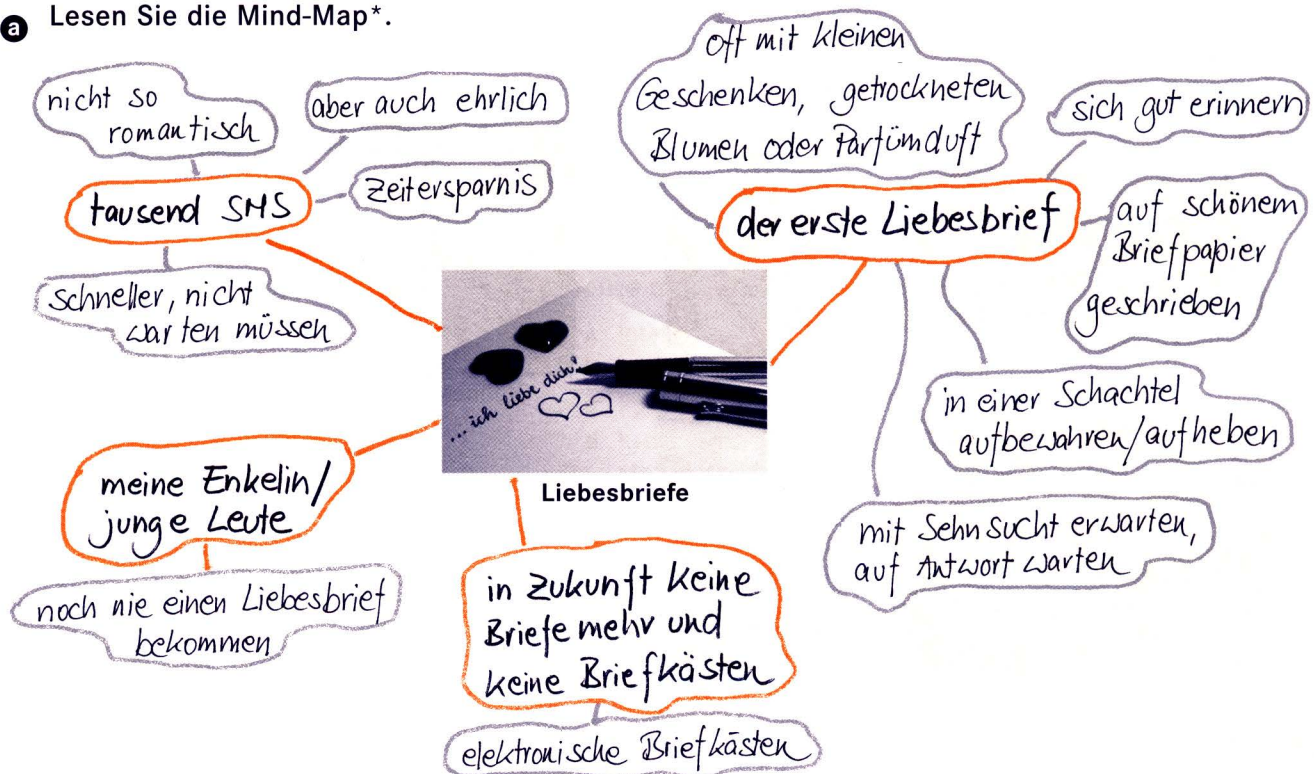 a Lesen Sie die Mind-Map*.
nicht so
romantisch
aber auch ehrlich
tausend SMS
Zeitersparnis
schneller, nicht
warten müssen
oft mit kleinen
Geschenken, getrockneten
Blumen oder Parfümduft
sich gut erinnern
der erste Liebesbrief
auf schönem
Briefpapier
geschrieben
in einer Schachtel
aufbewahren/aufheben
mit Sehnsucht erwarten,
auf Antwort warten
... ich liebe dich!
Liebesbriefe
meine Enkelin/
junge Leute
noch nie einen Liebesbrief
bekommen
in Zukunft keine
Briefe mehr und
keine Briefkästen
elektronische Briefkästen